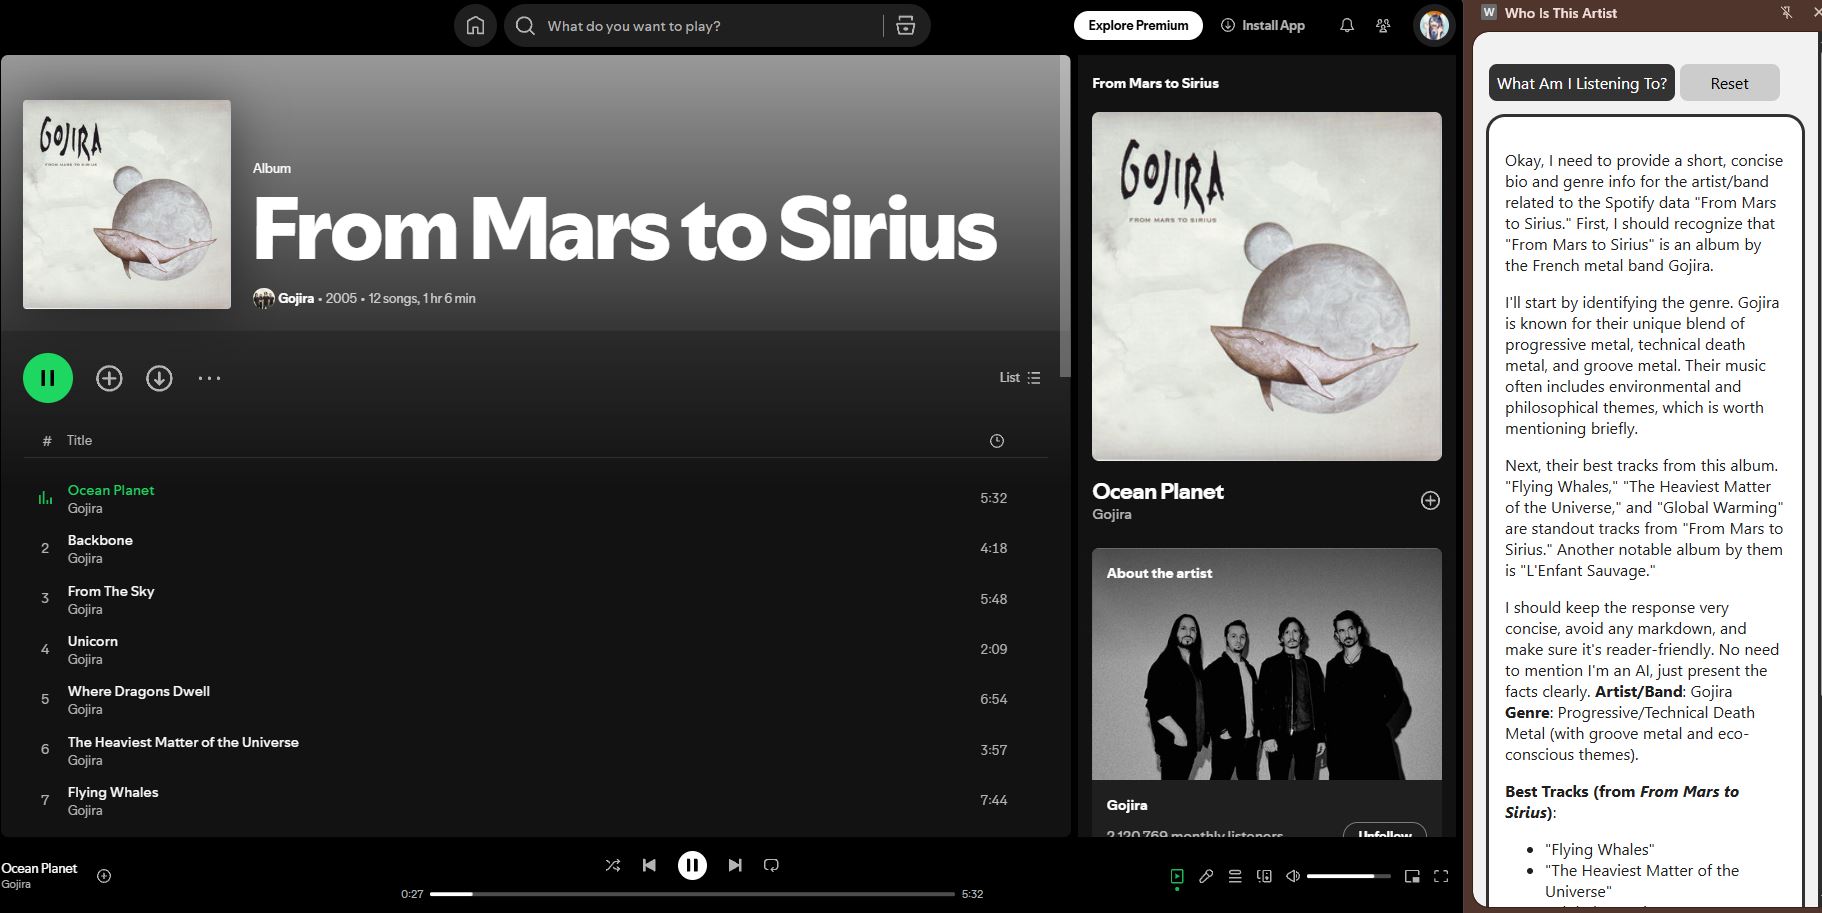 What do you want to play?
Explore Premium
Install App
GOJIRA
FROM MARS TO SIRIUS
Album
From Mars to Sirius
Gojira • 2005 • 12 songs, 1 hr 6 min
List
# Title
Ocean Planet
Gojira
5:32
2
Backbone
Gojira
4:18
3
From The Sky
Gojira
5:48
4
Unicorn
Gojira
2:09
5
Where Dragons Dwell
Gojira
6:54
6
The Heaviest Matter of the Universe
Gojira
3:57
7
Flying Whales
Gojira
7:44
From Mars to Sirius
GOJIRA
FROM MARS TO SIRIUS
Ocean Planet
Gojira
About the artist
Gojira
2,120,769 monthly listeners
Unfollow
Ocean Planet
Gojira
0:27
5:32
W Who Is This Artist
What Am I Listening To?
Reset
Okay, I need to provide a short, concise
bio and genre info for the artist/band
related to the Spotify data "From Mars
to Sirius." First, I should recognize that
"From Mars to Sirius" is an album by
the French metal band Gojira.
I'll start by identifying the genre. Gojira
is known for their unique blend of
progressive metal, technical death
metal, and groove metal. Their music
often includes environmental and
philosophical themes, which is worth
mentioning briefly.
Next, their best tracks from this album.
"Flying Whales," "The Heaviest Matter
of the Universe," and "Global Warming"
are standout tracks from "From Mars to
Sirius." Another notable album by them
is "L'Enfant Sauvage."
I should keep the response very
concise, avoid any markdown, and
make sure it's reader-friendly. No need
to mention I'm an AI, just present the
facts clearly. Artist/Band: Gojira
Genre: Progressive/Technical Death
Metal (with groove metal and eco-
conscious themes).
Best Tracks (from From Mars to
Sirius):
• "Flying Whales"
• "The Heaviest Matter of the
Universe"